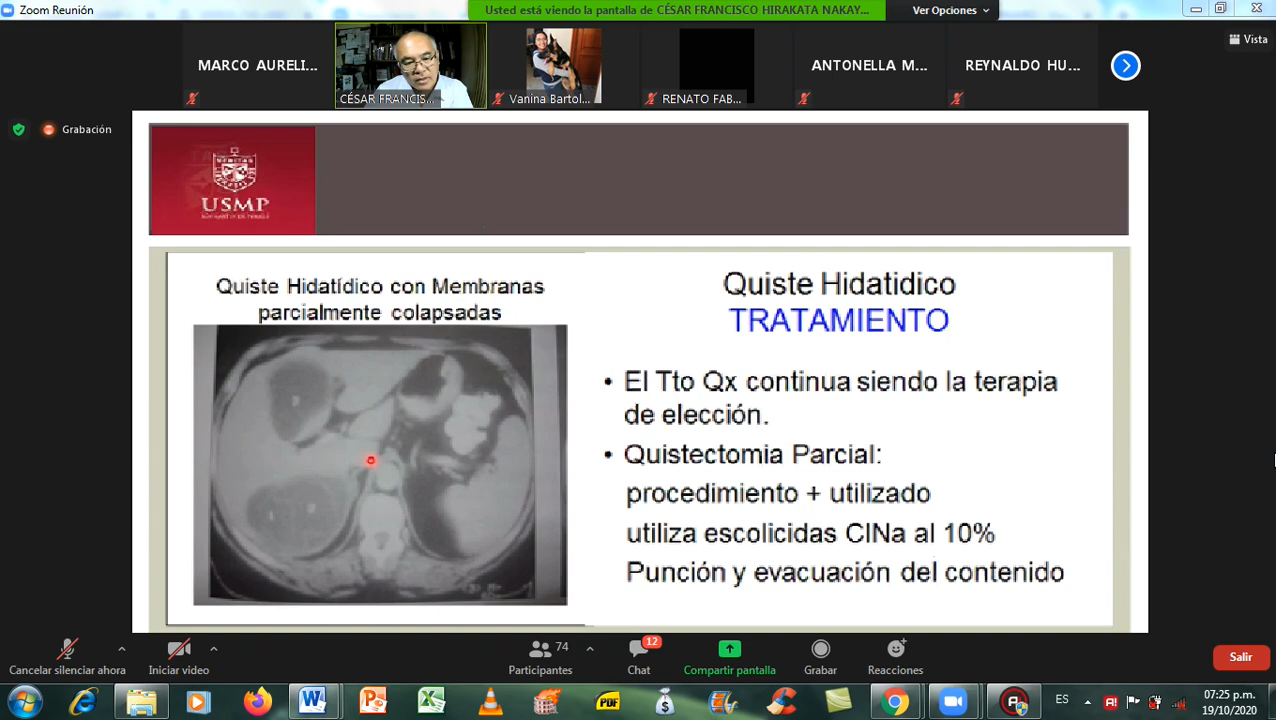 Zoom Reunión
Usted está viendo la pantalla de CÉSAR FRANCISCO HIRAKATA NAKAY...
Ver Opciones
Vista
MARCO AURELI...
CÉSAR FRANCIS...
Vanina Bartol...
RENATO FAB...
ANTONELLA M...
REYNALDO HU...
Grabación
USMP
Quiste Hidatídico con Membranas
parcialmente colapsadas
Quiste Hidatidico
TRATAMIENTO
• El Tto Qx continua siendo la terapia
de elección.
• Quistectomia Parcial:
procedimiento + utilizado
utiliza escolicidas ClNa al 10%
Punción y evacuación del contenido
Cancelar silenciar ahora
Iniciar video
74
Participantes
12
Chat
Compartir pantalla
Grabar
Reacciones
Salir
PDF
ES
07:25 p.m.
19/10/2020